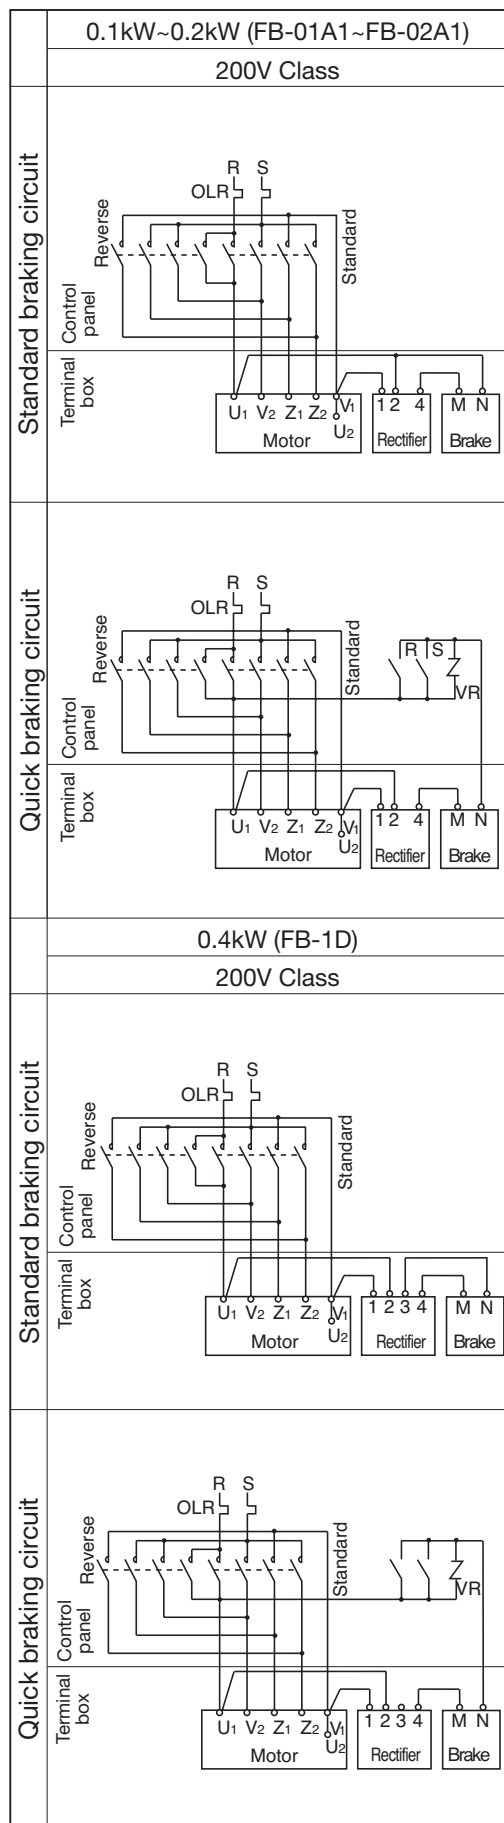 0.1kW~0.2kW (FB-01A1~FB-02A1)
200V Class
Standard braking circuit
R S
OLR
Reverse
Standard
Control
panel
Terminal
box
U1 V2 Z1 Z2 V1
U2
Motor
1 2 4
Rectifier
M N
Brake
Quick braking circuit
R S
OLR
Reverse
Standard
R S
VR
Control
panel
Terminal
box
U1 V2 Z1 Z2 V1
U2
Motor
1 2 4
Rectifier
M N
Brake
0.4kW (FB-1D)
200V Class
Standard braking circuit
R S
OLR
Reverse
Standard
Control
panel
Terminal
box
U1 V2 Z1 Z2 V1
U2
Motor
1 2 3 4
Rectifier
M N
Brake
Quick braking circuit
R S
OLR
Reverse
Standard
VR
Control
panel
Terminal
box
U1 V2 Z1 Z2 V1
U2
Motor
1 2 3 4
Rectifier
M N
Brake